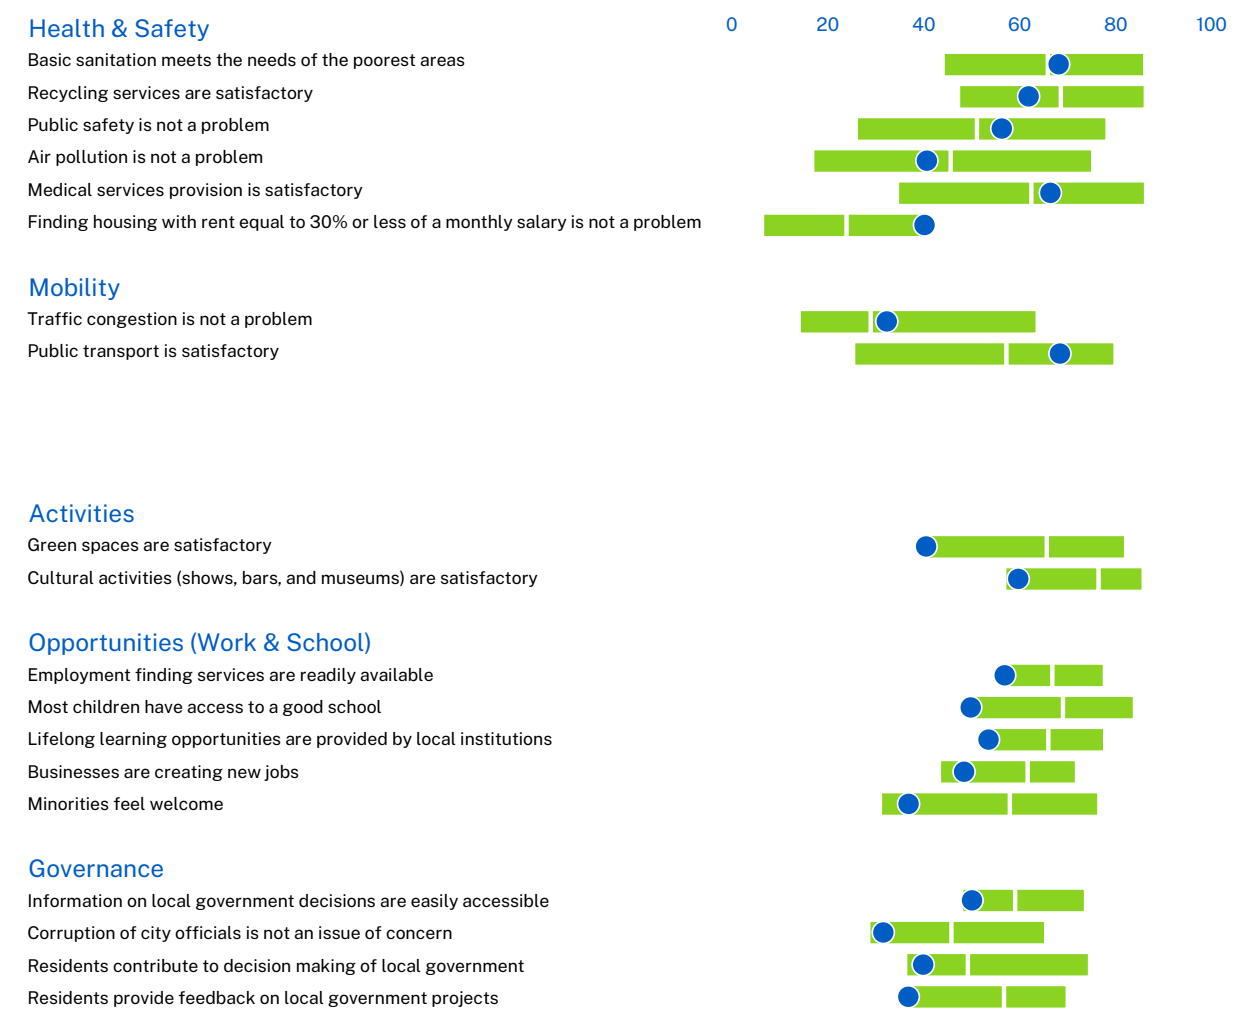 Health & Safety
0 20 40 60 80 100
Basic sanitation meets the needs of the poorest areas
Recycling services are satisfactory
Public safety is not a problem
Air pollution is not a problem
Medical services provision is satisfactory
Finding housing with rent equal to 30% or less of a monthly salary is not a problem
Mobility
Traffic congestion is not a problem
Public transport is satisfactory
Activities
Green spaces are satisfactory
Cultural activities (shows, bars, and museums) are satisfactory
Opportunities (Work & School)
Employment finding services are readily available
Most children have access to a good school
Lifelong learning opportunities are provided by local institutions
Businesses are creating new jobs
Minorities feel welcome
Governance
Information on local government decisions are easily accessible
Corruption of city officials is not an issue of concern
Residents contribute to decision making of local government
Residents provide feedback on local government projects